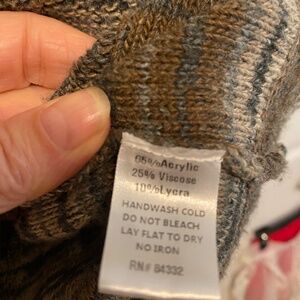 65%Acrylic
25% Viscose
10%Lycra
HANDWASH COLD
DO NOT BLEACH
LAY FLAT TO DRY
NO IRON
RN# 84332